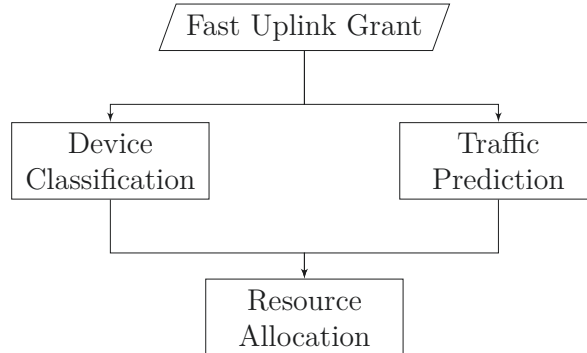 Fast Uplink Grant
Device
Classification
Traffic
Prediction
Resource
Allocation